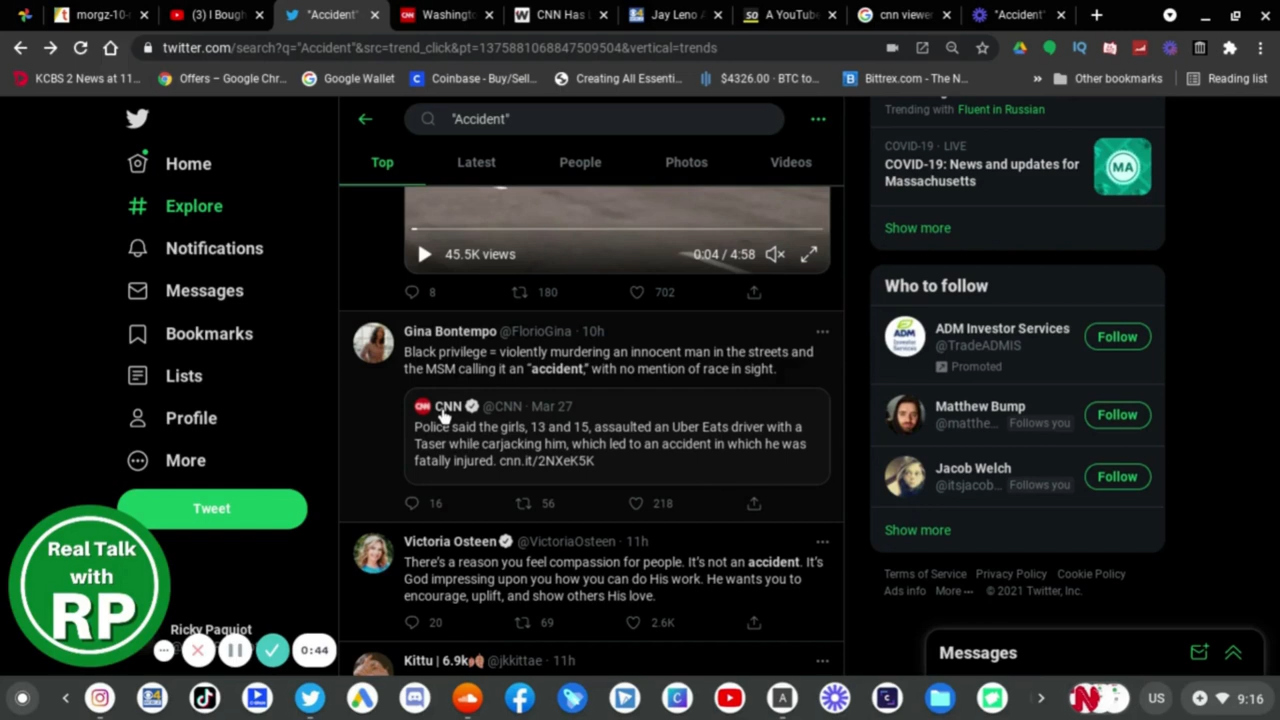 morgz-10-
(3) I Bough
"Accident"
Washingto
CNN Has L
Jay Leno A
A YouTube
cnn viewer
"Accident"
twitter.com/search?q="Accident"&src=trend_click&pt=1375881068847509504&vertical=trends
KCBS 2 News at 11...
Offers – Google Chr...
Google Wallet
Coinbase - Buy/Sell...
Creating All Essenti...
$4326.00 · BTC to...
Bittrex.com - The N...
»
Other bookmarks
Reading list
Home
Explore
Notifications
Messages
Bookmarks
Lists
Profile
More
Tweet
Real Talk
with
RP
Ricky Paquiot
0:44
"Accident"
Top
Latest
People
Photos
Videos
45.5K views
0:04 / 4:58
8
180
702
Gina Bontempo @FlorioGina · 10h
Black privilege = violently murdering an innocent man in the streets and
the MSM calling it an “accident,” with no mention of race in sight.
CNN @CNN · Mar 27
Police said the girls, 13 and 15, assaulted an Uber Eats driver with a
Taser while carjacking him, which led to an accident in which he was
fatally injured. cnn.it/2NXeK5K
16
56
218
Victoria Osteen @VictoriaOsteen · 11h
There’s a reason you feel compassion for people. It’s not an accident. It’s
God impressing upon you how you can do His work. He wants you to
encourage, uplift, and show others His love.
20
69
2.6K
Kittu | 6.9k @jkkittae · 11h
Trending with Fluent in Russian
COVID-19 · LIVE
COVID-19: News and updates for
Massachusetts
MA
Show more
Who to follow
ADM Investor Services
@TradeADMIS
Promoted
Follow
Matthew Bump
@matthe... Follows you
Follow
Jacob Welch
@itsjacob... Follows you
Follow
Show more
Terms of Service Privacy Policy Cookie Policy
Ads info More ··· © 2021 Twitter, Inc.
Messages
US
9:16